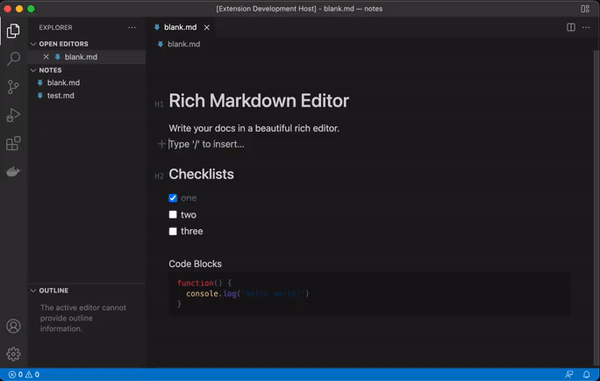 [Extension Development Host] - blank.md — notes
EXPLORER
OPEN EDITORS
blank.md
NOTES
blank.md
test.md
OUTLINE
The active editor cannot
provide outline
information.
blank.md
blank.md
H1 Rich Markdown Editor
Write your docs in a beautiful rich editor.
Type '/' to insert...
H2 Checklists
one
two
three
Code Blocks
function() {
console.log('hello world!')
}
0 0